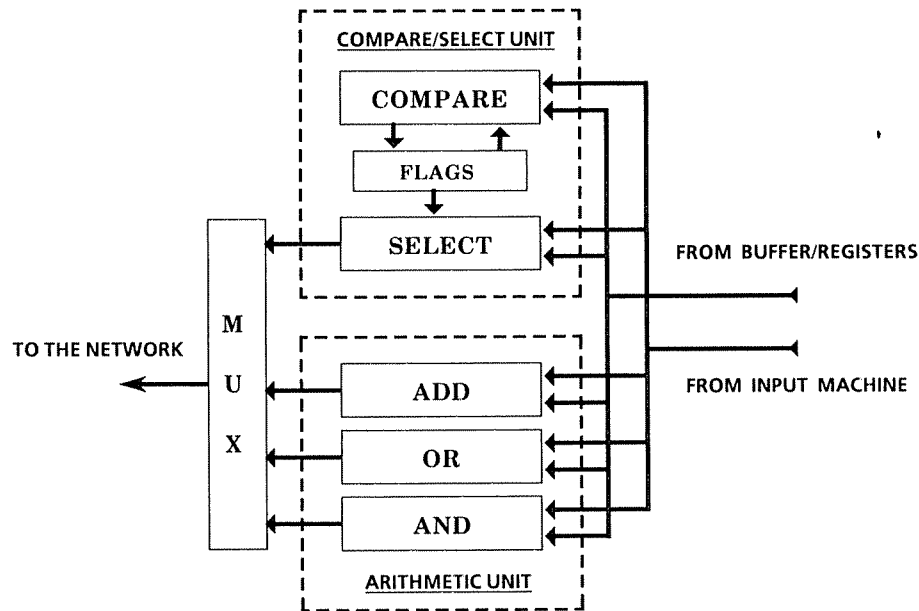 COMPARE/SELECT UNIT
COMPARE
FLAGS
SELECT
FROM BUFFER/REGISTERS
M
U
X
TO THE NETWORK
FROM INPUT MACHINE
ADD
OR
AND
ARITHMETIC UNIT